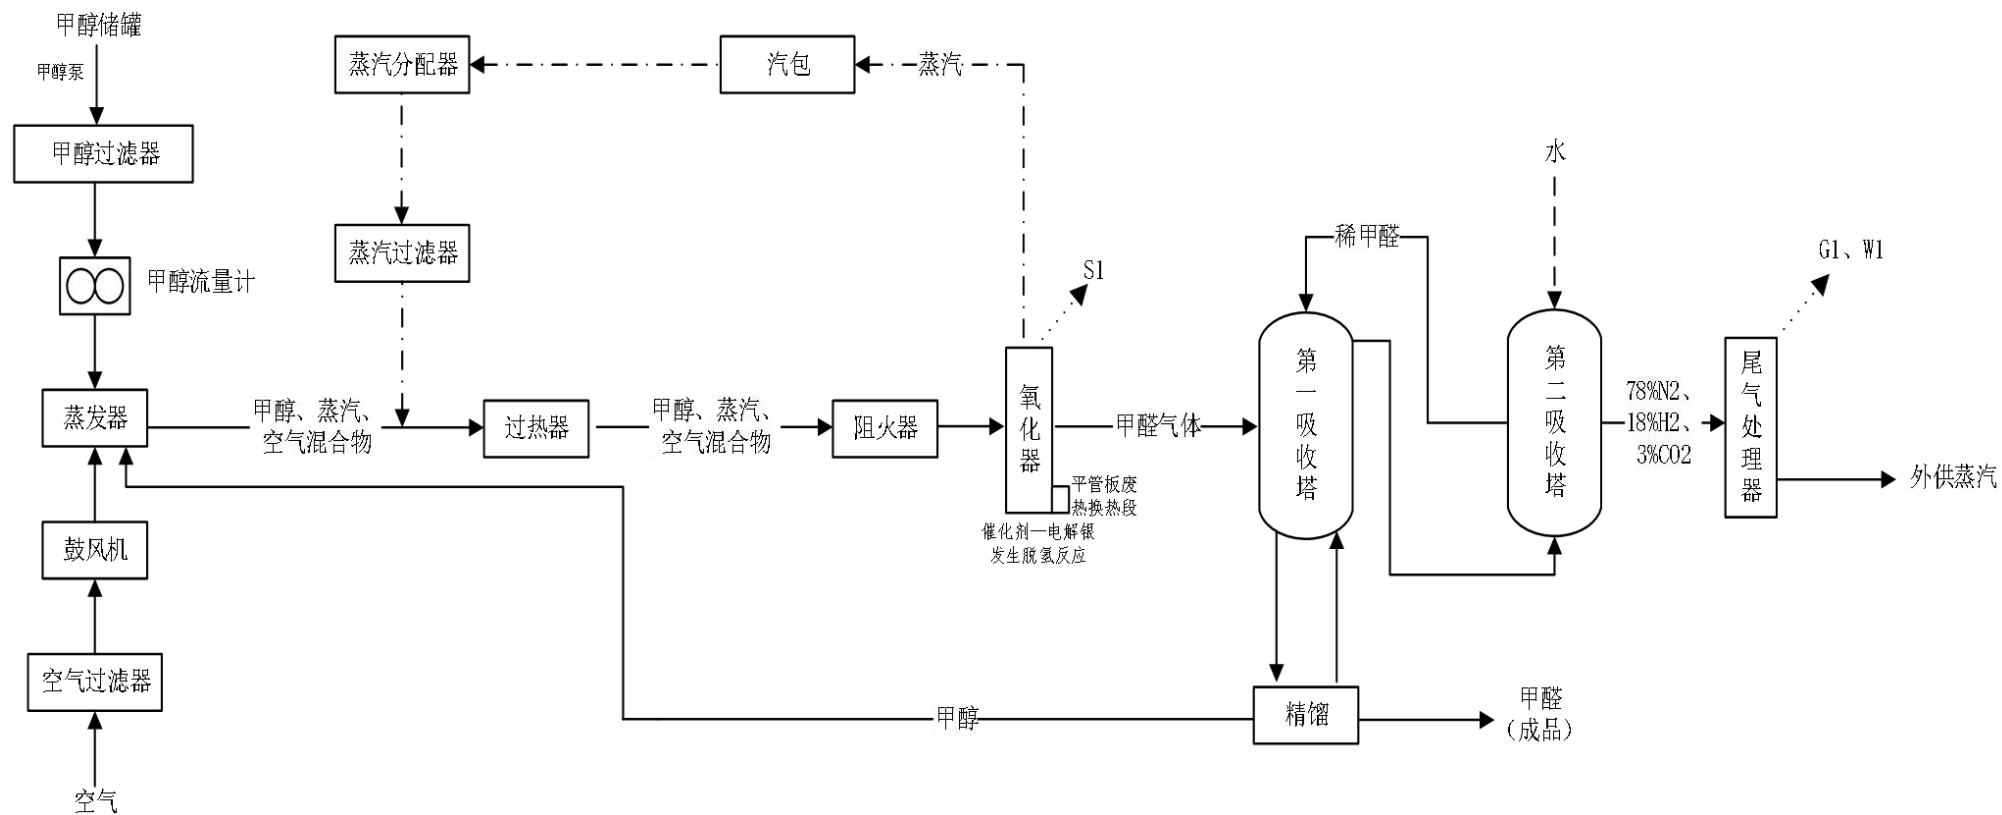 甲醇储罐
甲醇泵
甲醇过滤器
甲醇流量计
蒸发器
鼓风机
空气过滤器
空气
甲醇、蒸汽、
空气混合物
蒸汽分配器
汽包
蒸汽
蒸汽过滤器
过热器
甲醇、蒸汽、
空气混合物
阻火器
氧化器
S1
平管板废
热换热段
催化剂—电解银
发生脱氢反应
甲醛气体
第一吸收塔
稀甲醛
水
第二吸收塔
78%N2、
18%H2、
3%CO2
尾气处理器
G1、W1
外供蒸汽
甲醇
精馏
甲醛
（成品）